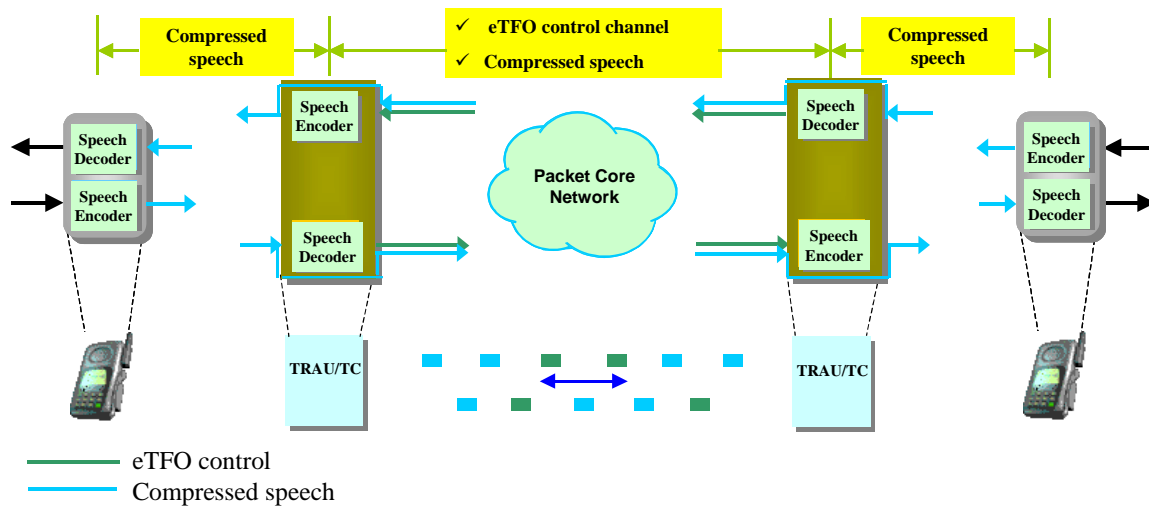 Compressed
speech
✓ eTFO control channel
✓ Compressed speech
Compressed
speech
Speech
Encoder
Speech
Decoder
Speech
Decoder
Speech
Encoder
Packet Core
Network
Speech
Encoder
Speech
Decoder
Speech
Decoder
Speech
Encoder
TRAU/TC
TRAU/TC
eTFO control
Compressed speech